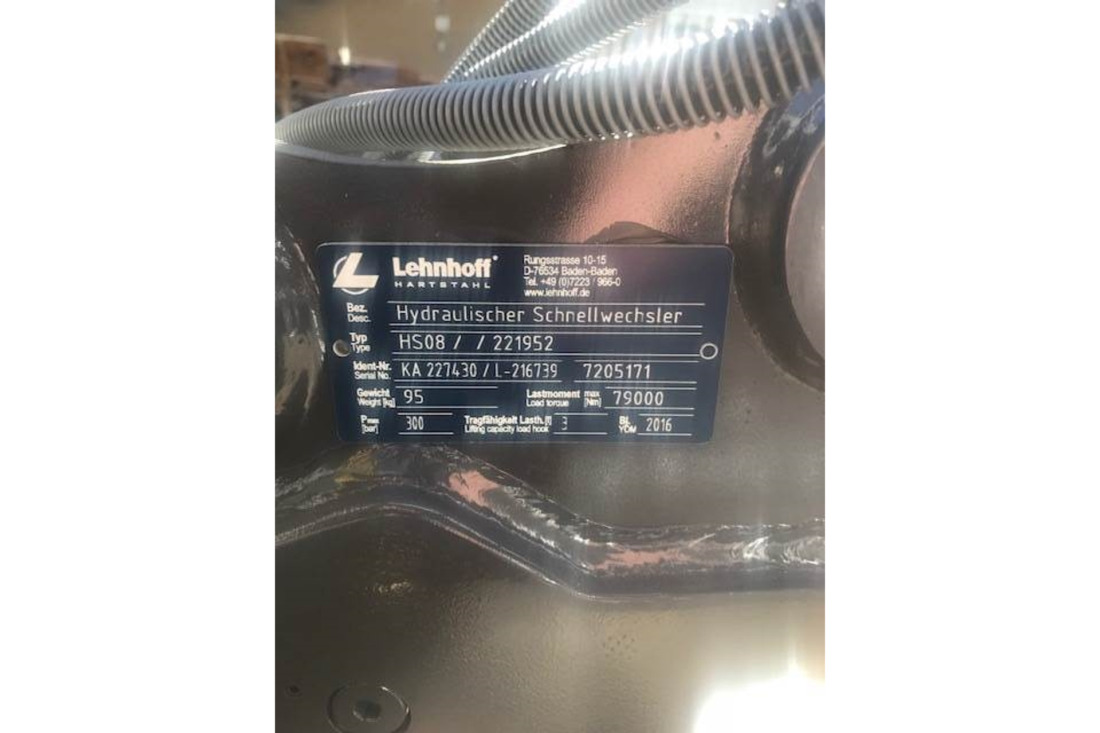 Lehnhoff
HARTSTAHL
Rungsstrasse 10-15
D-76534 Baden-Baden
Tel. +49 (0)7223 / 966-0
www.lehnhoff.de
Bez.
Desc.
Hydraulischer Schnellwechsler
Typ
Type
HS08 / / 221952
Ident-Nr.
Serial No.
KA 227430 / L-216739 7205171
Gewicht
Weight [kg]
95
Lastmoment max
Load torque [Nm]
79000
Pmax
[bar]
300
Tragfähigkeit Lasth. [t]
Lifting capacity load hook
3
BJ.
YOM
2016